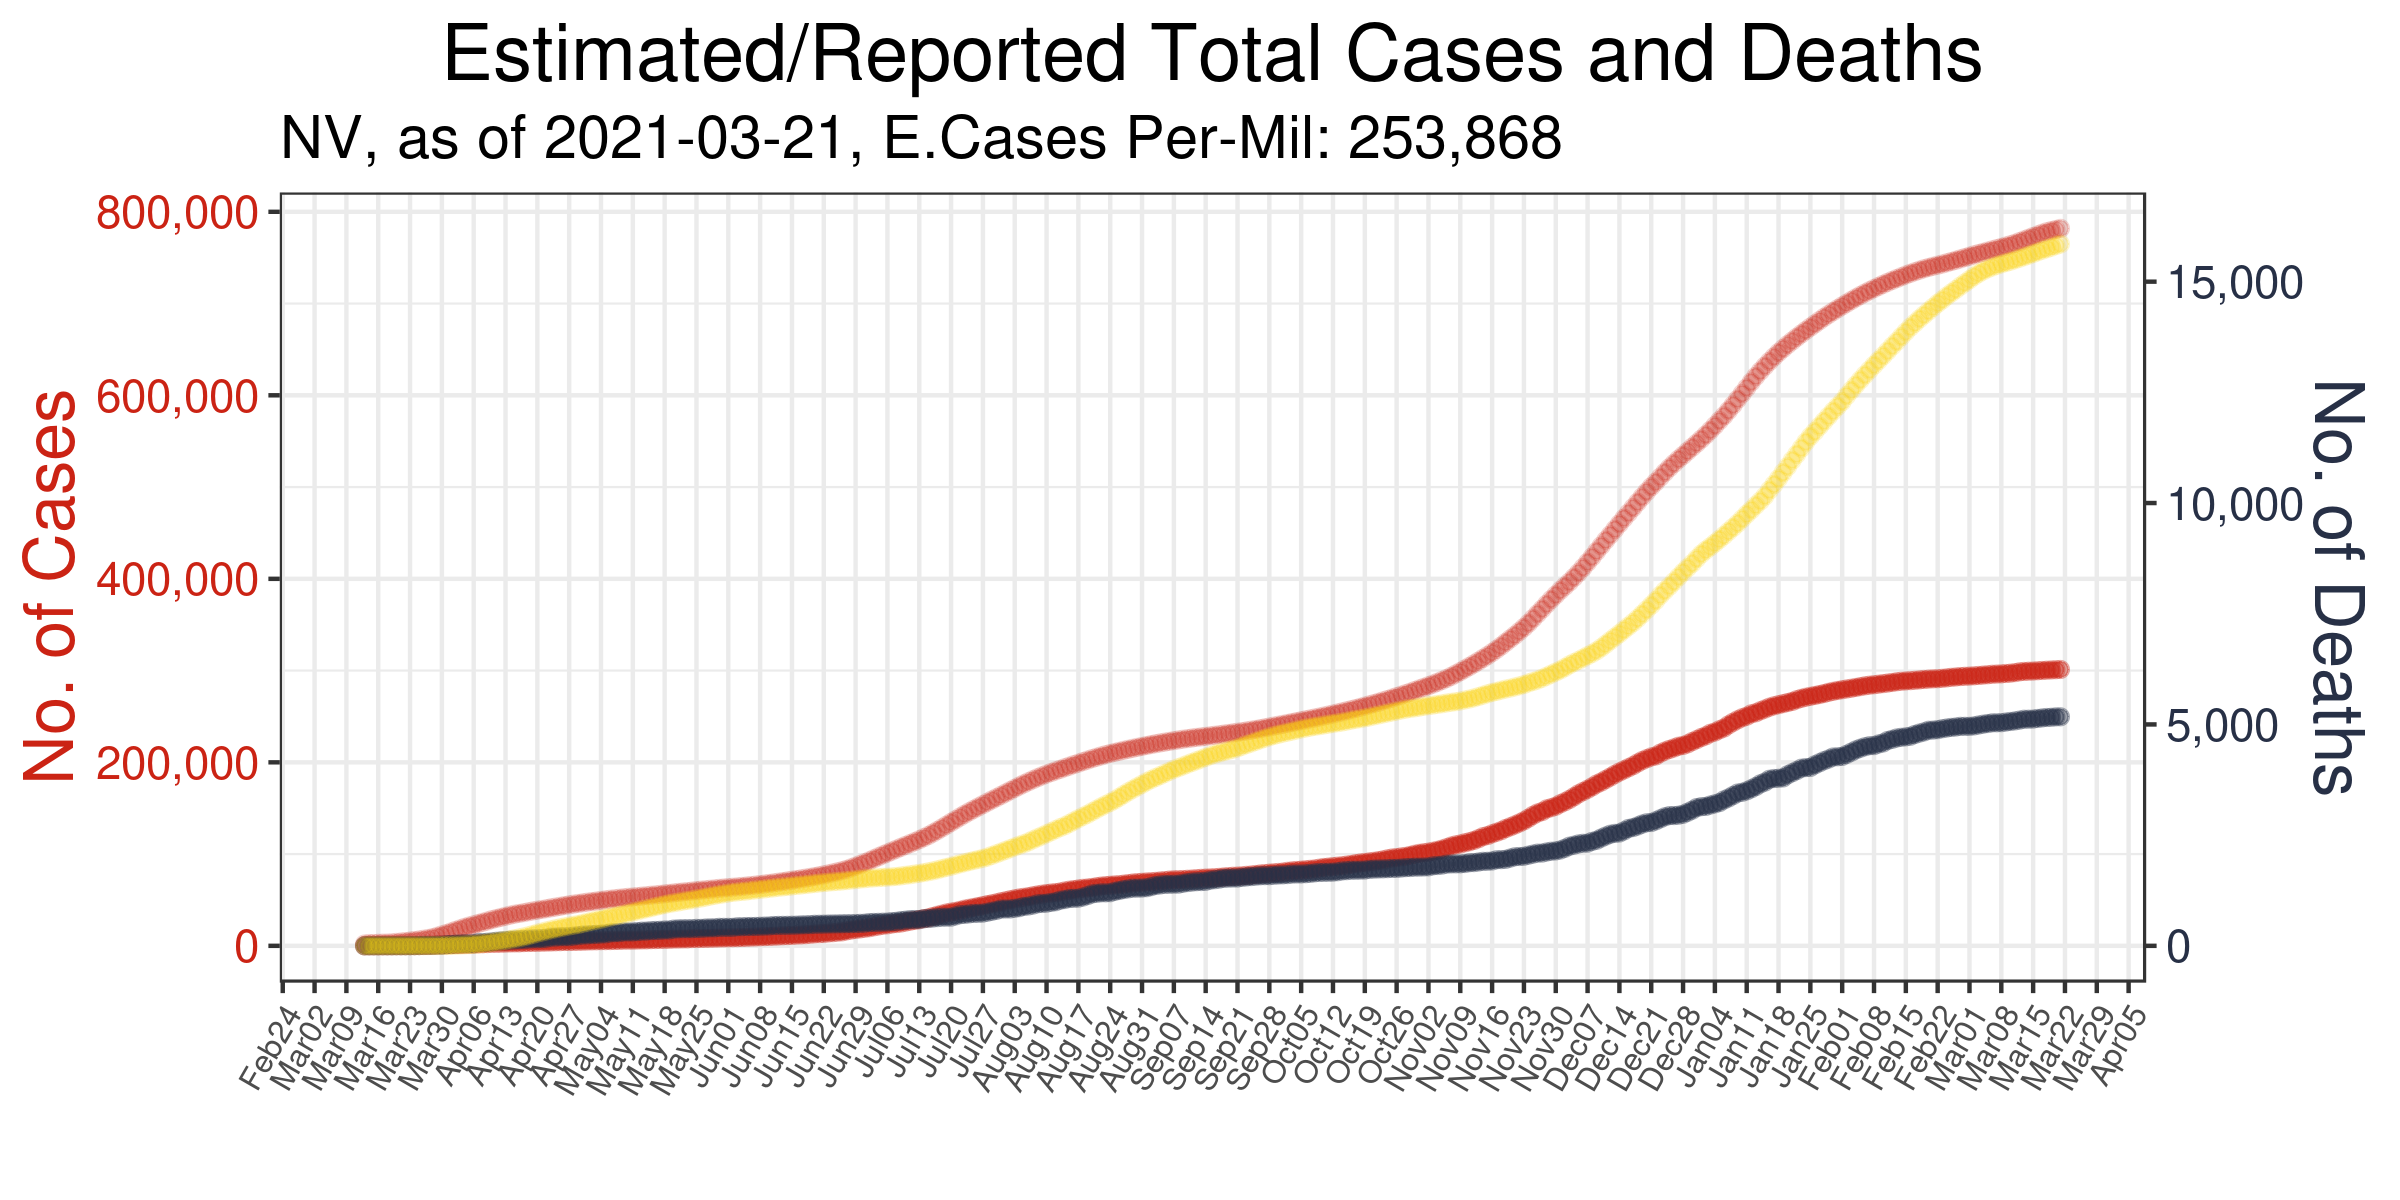 Estimated/Reported Total Cases and Deaths
NV, as of 2021-03-21, E.Cases Per-Mil: 253,868
No. of Cases
800,000
600,000
400,000
200,000
0
15,000
10,000
5,000
0
No. of Deaths
Feb24
Mar02
Mar09
Mar16
Mar23
Mar30
Apr06
Apr13
Apr20
Apr27
May04
May11
May18
May25
Jun01
Jun08
Jun15
Jun22
Jun29
Jul06
Jul13
Jul20
Jul27
Aug03
Aug10
Aug17
Aug24
Aug31
Sep07
Sep14
Sep21
Sep28
Oct05
Oct12
Oct19
Oct26
Nov02
Nov09
Nov16
Nov23
Nov30
Dec07
Dec14
Dec21
Dec28
Jan04
Jan11
Jan18
Jan25
Feb01
Feb08
Feb15
Feb22
Mar01
Mar08
Mar15
Mar22
Mar29
Apr05